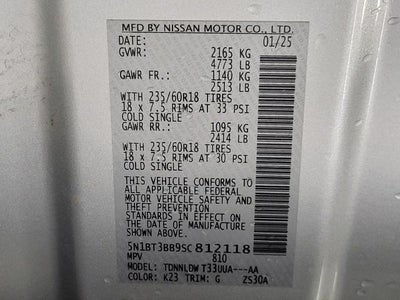 MFD BY NISSAN MOTOR CO., LTD.
DATE: 01/25
GVWR: 2165 KG
4773 LB
GAWR FR.: 1140 KG
2513 LB
WITH 235/60R18 TIRES
18 x 7.5 RIMS AT 33 PSI
COLD SINGLE
GAWR RR.: 1095 KG
2414 LB
WITH 235/60R18 TIRES
18 x 7.5 RIMS AT 30 PSI
COLD SINGLE
THIS VEHICLE CONFORMS TO
ALL APPLICABLE FEDERAL
MOTOR VEHICLE SAFETY AND
THEFT PREVENTION
STANDARDS IN EFFECT ON
THE DATE OF MANUFACTURE
SHOWN ABOVE.
5N1BT3BB9SC812118
MPV 810
MODEL: TDNNLDW T33UUA---AA
COLOR: K23 TRIM: G ZS30A